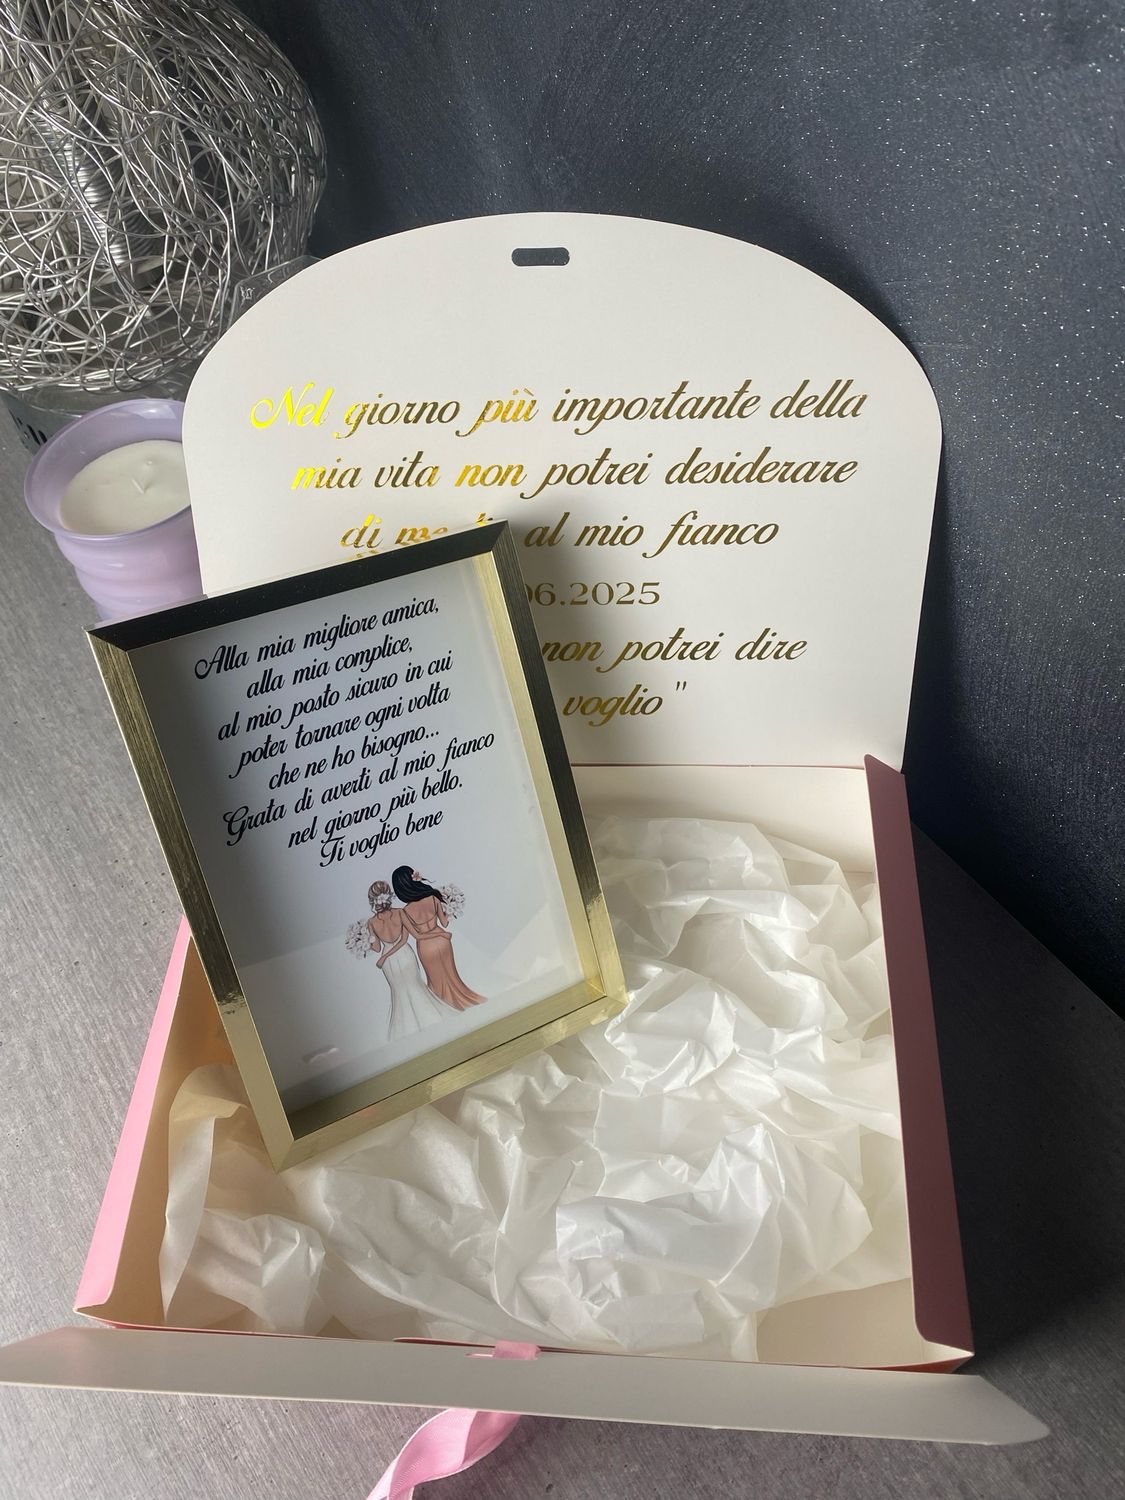 Nel giorno più importante della
mia vita non potrei desiderare
di al mio fianco
06.2025
non potrei dire
voglio "
Alla mia migliore amica,
alla mia complice,
al mio posto sicuro in cui
poter tornare ogni volta
che ne ho bisogno...
Grata di averti al mio fianco
nel giorno più bello.
Ti voglio bene